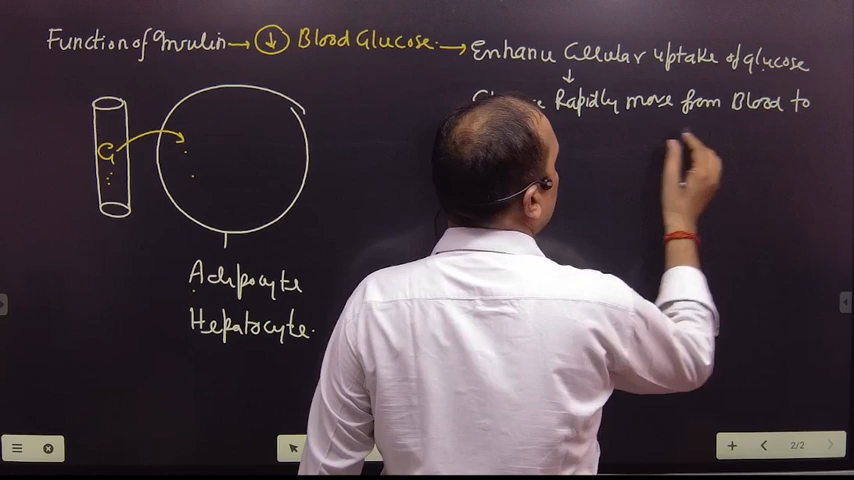 Function of Insulin → ↓ Blood Glucose → Enhance Cellular uptake of glucose
↓
Rapidly move from Blood to
G
Adipocyte
Hepatocyte.
2/2